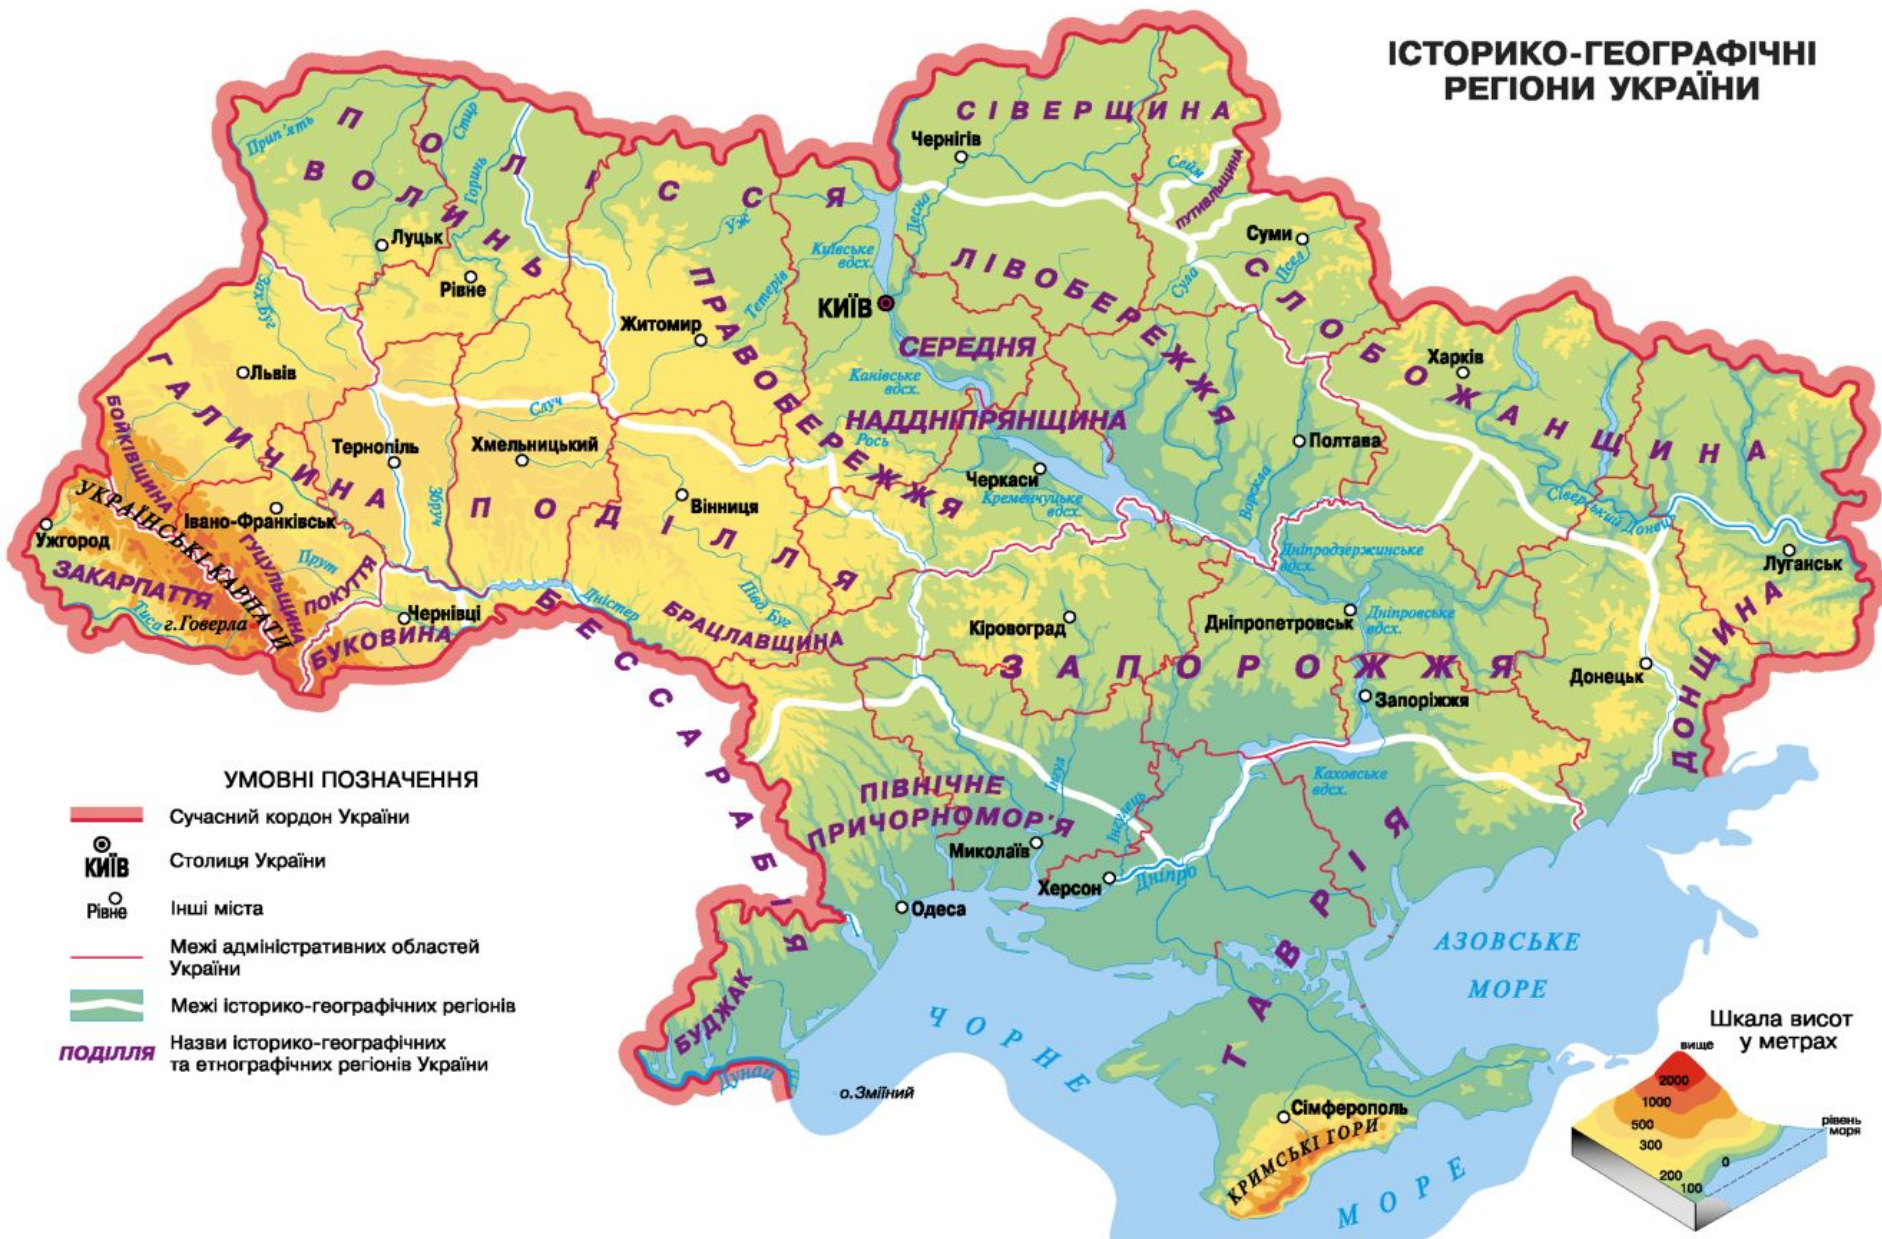 ІСТОРИКО-ГЕОГРАФІЧНІ
РЕГІОНИ УКРАЇНИ
СІВЕРЩИНА
Чернігів
Сейм
ПУТИВЛЬЩИНА
Десна
ПОЛІССЯ
Прип'ять
Стир
Горинь
ВОЛИНЬ
Луцьк
Рівне
Уж
Київське
вдсх.
Тетерів
КИЇВ
Житомир
ПРАВОБЕРЕЖЖЯ
ЛІВОБЕРЕЖЖЯ
Суми
Сула
Псел
СЛОБОЖАНЩИНА
Харків
Зах. Буг
Львів
ГАЛИЧИНА
БОЙКІВЩИНА
СЕРЕДНЯ
НАДДНІПРЯНЩИНА
Канівське
вдсх.
Случ
Рось
Тернопіль
Хмельницький
Збруч
ПОДІЛЛЯ
Вінниця
Черкаси
Кременчуцьке
вдсх.
Ворскла
Полтава
Сіверський Донець
Луганськ
Ужгород
УКРАЇНСЬКІ КАРПАТИ
Івано-Франківськ
ГУЦУЛЬЩИНА
Прут
ПОКУТТЯ
ЗАКАРПАТТЯ
Тиса
г.Говерла
Чернівці
БУКОВИНА
Дністер
БРАЦЛАВЩИНА
Півд. Буг
БЕССАРАБІЯ
Дніпродзержинське
вдсх.
Кіровоград
Дніпропетровськ
Дніпровське
вдсх.
ЗАПОРОЖЖЯ
Запоріжжя
Донецьк
ДОНЩИНА
Каховське
вдсх.
ПІВНІЧНЕ
ПРИЧОРНОМОР'Я
Інгул
Інгулець
Миколаїв
Херсон
Дніпро
Одеса
ТАВРІЯ
АЗОВСЬКЕ
МОРЕ
БУДЖАК
Дунай
о.Зміїний
ЧОРНЕ
МОРЕ
Сімферополь
КРИМСЬКІ ГОРИ
УМОВНІ ПОЗНАЧЕННЯ
Сучасний кордон України
КИЇВ
Столиця України
Рівне
Інші міста
Межі адміністративних областей
України
Межі історико-географічних регіонів
ПОДІЛЛЯ
Назви історико-географічних
та етнографічних регіонів України
Шкала висот
у метрах
вище
2000
1000
500
300
200
100
0
рівень
моря